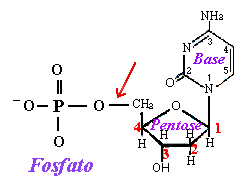 NH₂
3 4
N
Base
2 5
O N 1 6
O
⁻O P O CH₂ O
O 4 Pentose 1
H H H
3 2
OH H
Fosfato